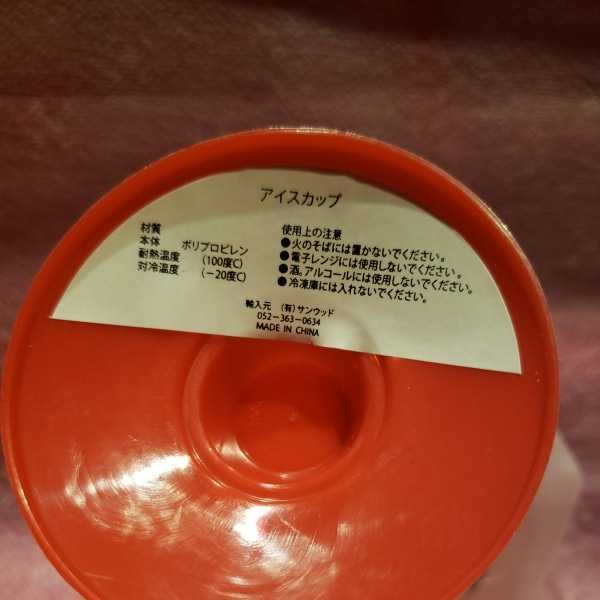 アイスカップ
材質
本体 ポリプロピレン
耐熱温度 (100度C)
対冷温度 (-20度C)
使用上の注意
●火のそばには置かないでください。
●電子レンジには使用しないでください。
●酒。アルコールには使用しないでください。
●冷凍庫には入れないでください。
輸入元 (有)サンウッド
052-363-0634
MADE IN CHINA